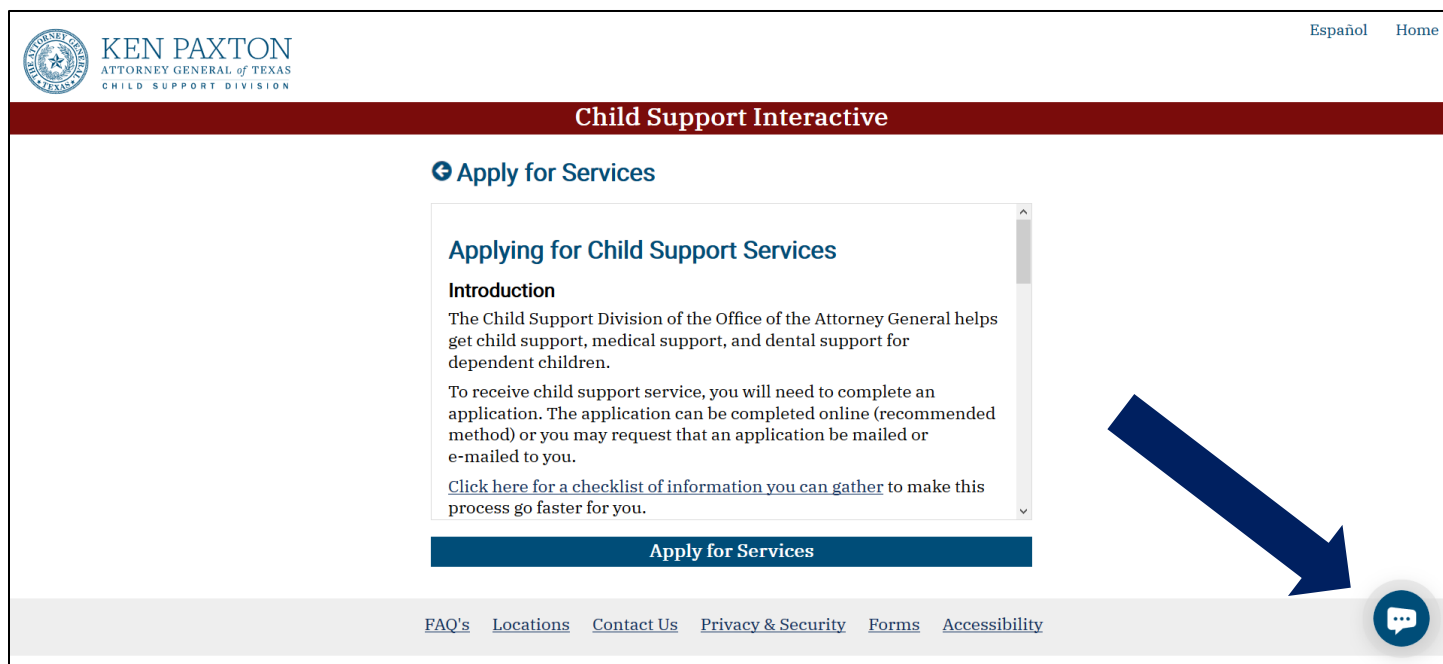 Español Home
THE ATTORNEY GENERAL
TEXAS
KEN PAXTON
ATTORNEY GENERAL of TEXAS
CHILD SUPPORT DIVISION
Child Support Interactive
Apply for Services
Applying for Child Support Services
Introduction
The Child Support Division of the Office of the Attorney General helps
get child support, medical support, and dental support for
dependent children.
To receive child support service, you will need to complete an
application. The application can be completed online (recommended
method) or you may request that an application be mailed or
e-mailed to you.
Click here for a checklist of information you can gather to make this
process go faster for you.
Apply for Services
FAQ's Locations Contact Us Privacy & Security Forms Accessibility